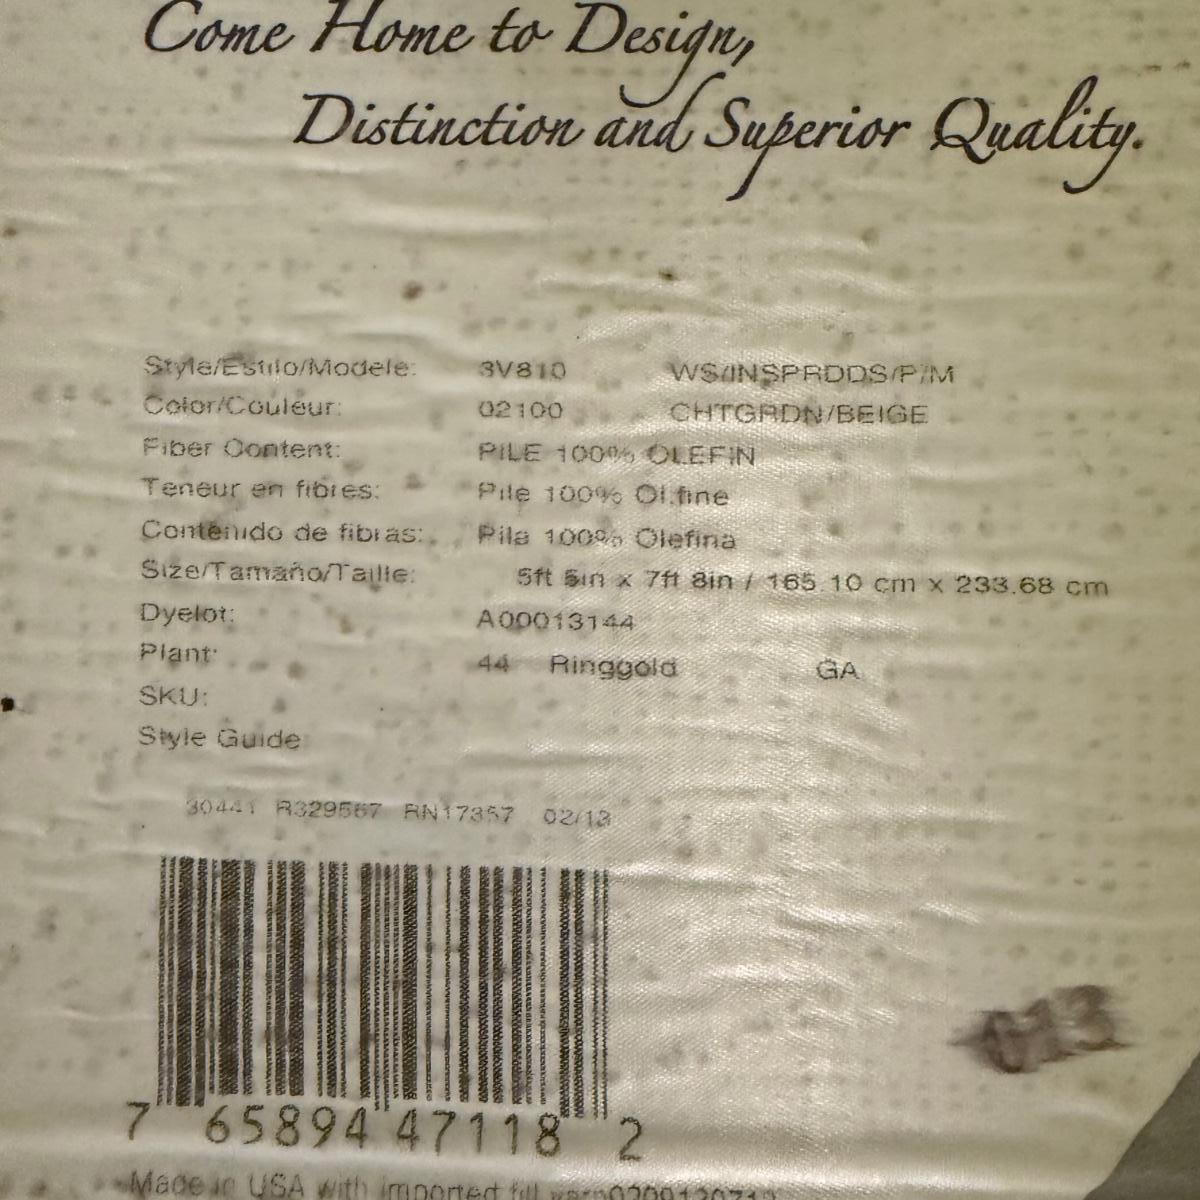 Come Home to Design,
Distinction and Superior Quality.
Style/Estilo/Modele: 3V810 WS/INSPRDDS/P/M
Color/Couleur: 02100 CHTGRDN/BEIGE
Fiber Content: PILE 100% OLEFIN
Teneur en fibres: Pile 100% Ol.fine
Contenido de fibras: Pila 100% Olefina
Size/Tamaño/Taille: 5ft 5in x 7ft 8in / 165.10 cm x 233.68 cm
Dyelot: A00013144
Plant: 44 Ringgold GA
SKU:
Style Guide
30441 R329567 RN17357 02/13
7 65894 47118 2
Made in USA with imported fill